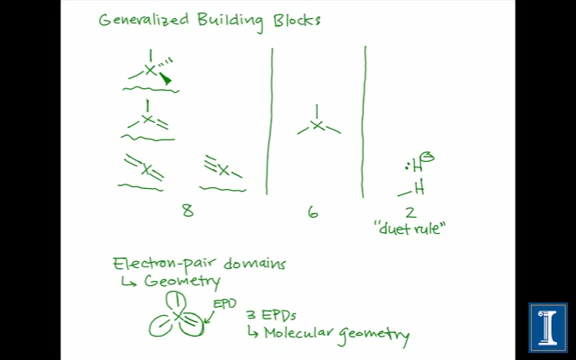 Generalized Building Blocks
X
X
X
X
X
:H⊖
H
8
6
2
"duet rule"
Electron-pair domains
↳ Geometry
EPD
X
3 EPDs
↳ Molecular geometry
I